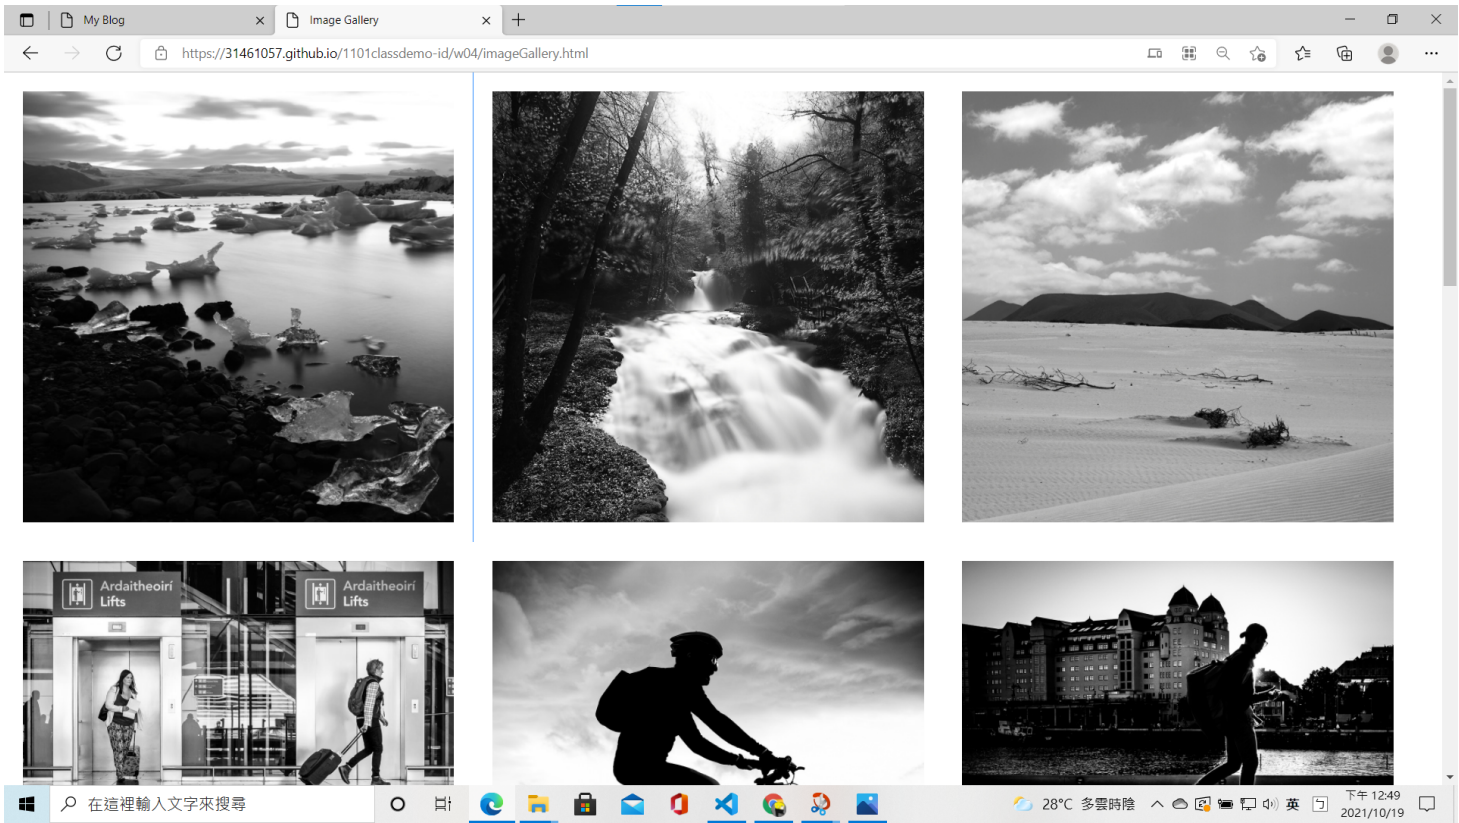 My Blog
Image Gallery
https://31461057.github.io/1101classdemo-id/w04/imageGallery.html
Ardaitheoirí
Lifts
Ardaitheoirí
Lifts
在這裡輸入文字來搜尋
28°C 多雲時陰
英
ㄅ
下午 12:49
2021/10/19